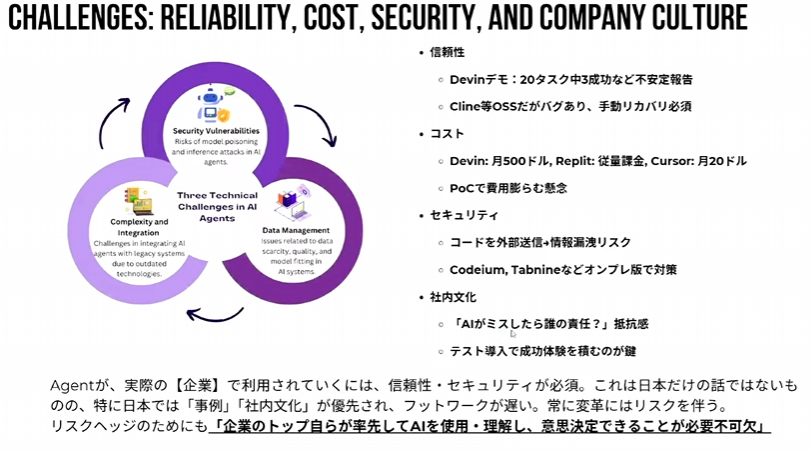 CHALLENGES: RELIABILITY, COST, SECURITY, AND COMPANY CULTURE
Security Vulnerabilities
Risks of model poisoning
and inference attacks in AI
agents.
Three Technical
Challenges in AI
Agents
Complexity and
Integration
Challenges in integrating AI
agents with legacy systems
due to outdated
technologies.
Data Management
Issues related to data
scarcity, quality, and
model fitting in
AI systems.
• 信頼性
○ Devinデモ：20タスク中3成功など不安定報告
○ Cline等OSSだがバグあり、手動リカバリ必須
• コスト
○ Devin: 月500ドル, Replit: 従量課金, Cursor: 月20ドル
○ PoCで費用膨らむ懸念
• セキュリティ
○ コードを外部送信→情報漏洩リスク
○ Codeium, Tabnineなどオンプレ版で対策
• 社内文化
○ 「AIがミスしたら誰の責任？」抵抗感
○ テスト導入で成功体験を積むのが鍵
Agentが、実際の【企業】で利用されていくには、信頼性・セキュリティが必須。これは日本だけの話ではないも
のの、特に日本では「事例」「社内文化」が優先され、フットワークが遅い。常に変革にはリスクを伴う。
リスクヘッジのためにも「企業のトップ自らが率先してAIを使用・理解し、意思決定できることが必要不可欠」